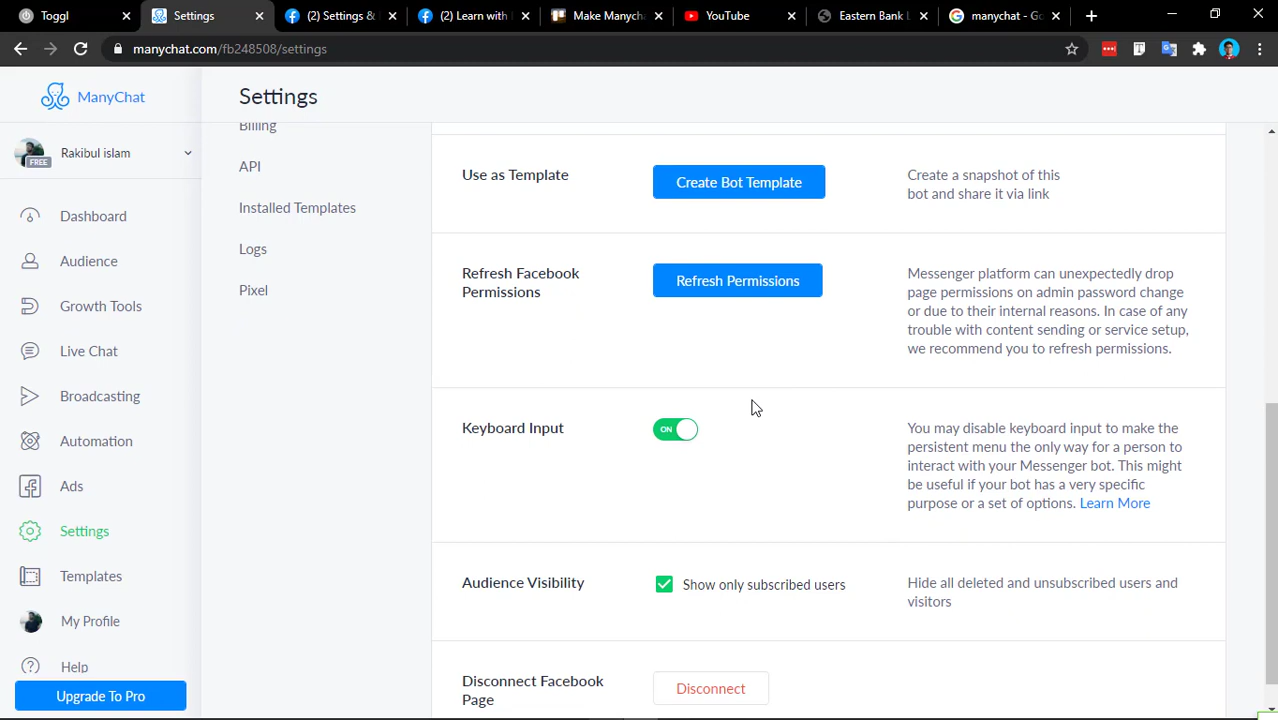 Toggl
Settings
(2) Settings &
(2) Learn with
Make Manych
YouTube
Eastern Bank L
manychat - Go
manychat.com/fb248508/settings
ManyChat
Settings
Rakibul islam
FREE
Dashboard
Audience
Growth Tools
Live Chat
Broadcasting
Automation
Ads
Settings
Templates
My Profile
Help
Upgrade To Pro
Billing
API
Installed Templates
Logs
Pixel
Use as Template
Create Bot Template
Create a snapshot of this
bot and share it via link
Refresh Facebook
Permissions
Refresh Permissions
Messenger platform can unexpectedly drop
page permissions on admin password change
or due to their internal reasons. In case of any
trouble with content sending or service setup,
we recommend you to refresh permissions.
Keyboard Input
ON
You may disable keyboard input to make the
persistent menu the only way for a person to
interact with your Messenger bot. This might
be useful if your bot has a very specific
purpose or a set of options. Learn More
Audience Visibility
Show only subscribed users
Hide all deleted and unsubscribed users and
visitors
Disconnect Facebook
Page
Disconnect